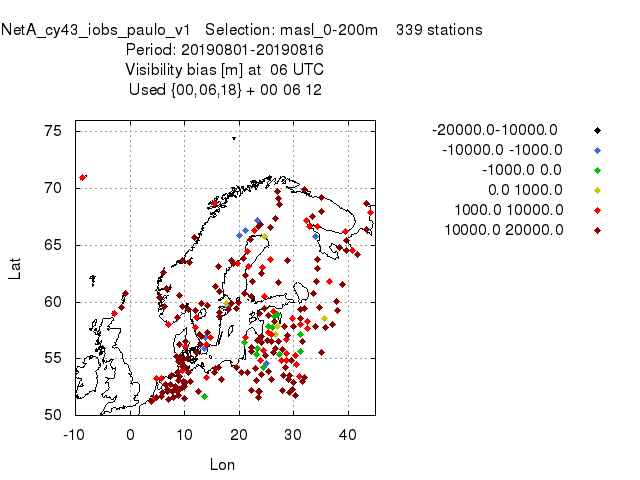 NetA_cy43_iobs_paulo_v1 Selection: masl_0-200m 339 stations
Period: 20190801-20190816
Visibility bias [m] at 06 UTC
Used {00,06,18} + 00 06 12
75
70
65
60
55
50
-10 0 10 20 30 40
Lat
Lon
-20000.0-10000.0
-10000.0 -1000.0
-1000.0 0.0
0.0 1000.0
1000.0 10000.0
10000.0 20000.0